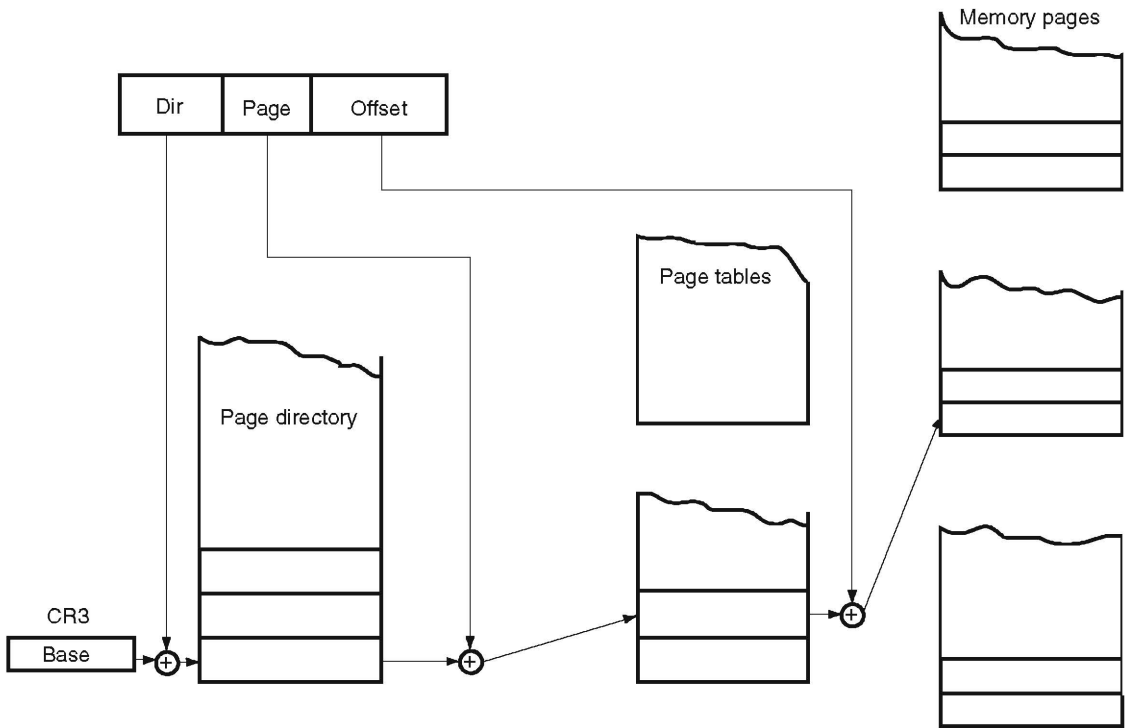 Memory pages
Dir
Page
Offset
Page tables
Page directory
CR3
Base
+
+
+